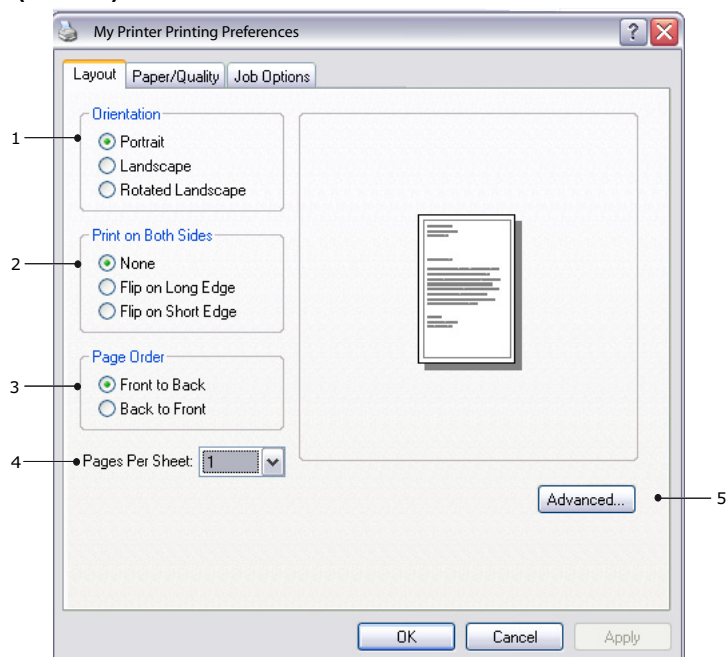 My Printer Printing Preferences
?
Layout
Paper/Quality
Job Options
Orientation
1
Portrait
Landscape
Rotated Landscape
Print on Both Sides
2
None
Flip on Long Edge
Flip on Short Edge
Page Order
3
Front to Back
Back to Front
4
Pages Per Sheet: 1
Advanced...
5
OK
Cancel
Apply